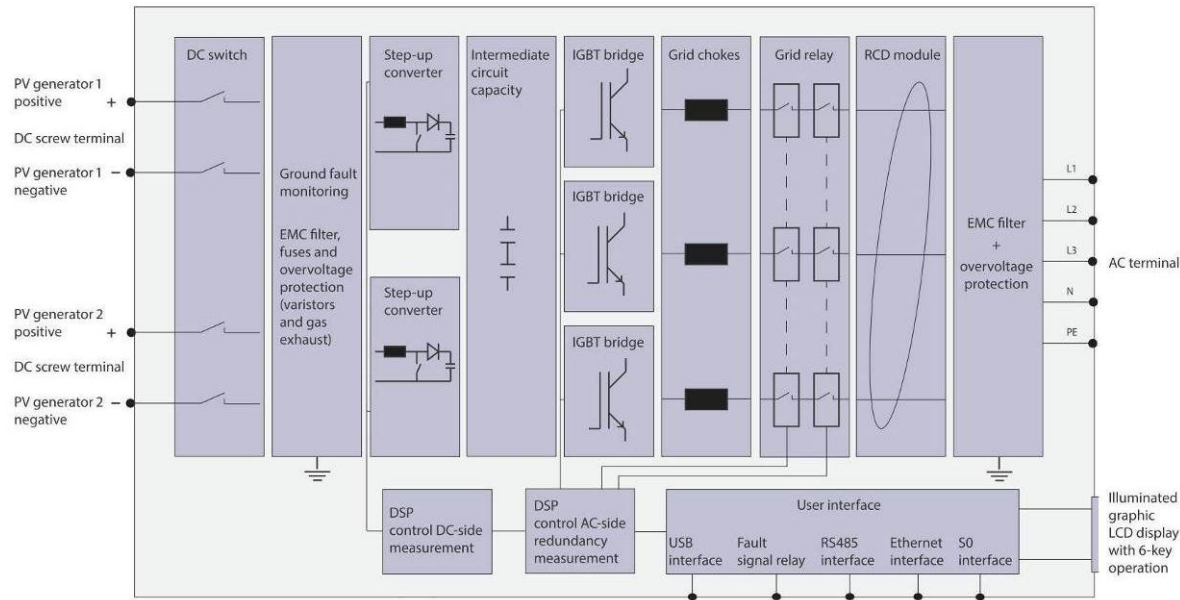 DC switch
Step-up
converter
Intermediate
circuit
capacity
IGBT bridge
Grid chokes
Grid relay
RCD module
PV generator 1
positive
+
DC screw terminal
PV generator 1
negative
−
Ground fault
monitoring
EMC filter,
fuses and
overvoltage
protection
(varistors
and gas
exhaust)
IGBT bridge
Step-up
converter
IGBT bridge
PV generator 2
positive
+
DC screw terminal
PV generator 2
negative
−
EMC filter
+
overvoltage
protection
L1
L2
L3
N
PE
AC terminal
DSP
control DC-side
measurement
DSP
control AC-side
redundancy
measurement
User interface
USB
interface
Fault
signal relay
RS485
interface
Ethernet
interface
S0
interface
Illuminated
graphic
LCD display
with 6-key
operation